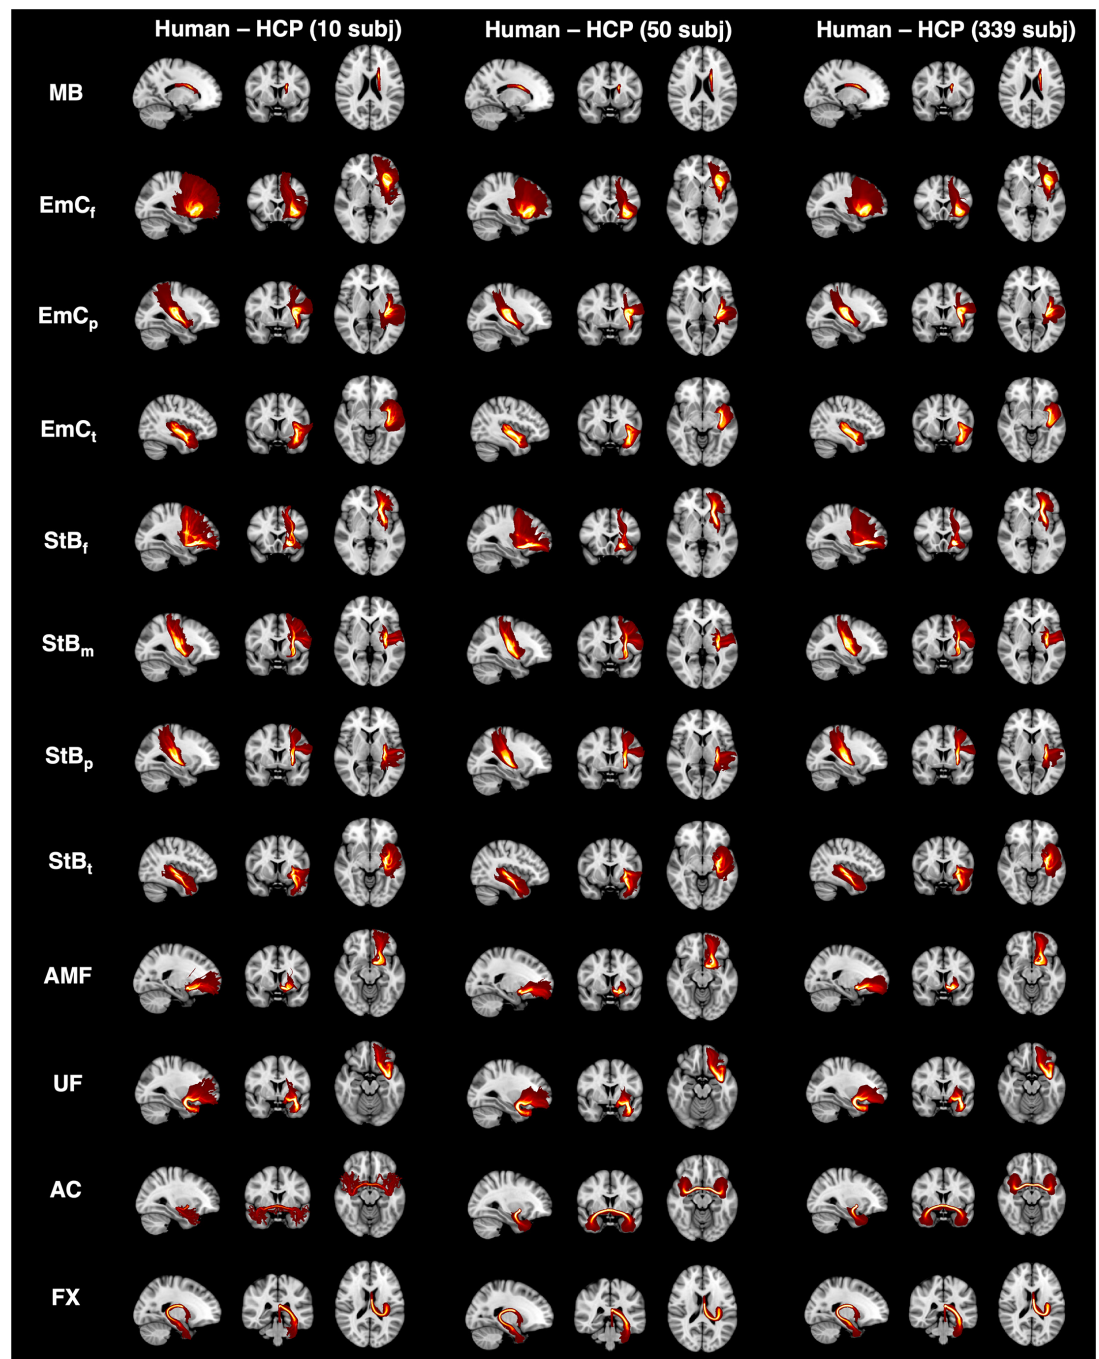 Human – HCP (10 subj) Human – HCP (50 subj) Human – HCP (339 subj)
MB
EmCf
EmCp
EmCt
StBf
StBm
StBp
StBt
AMF
UF
AC
FX